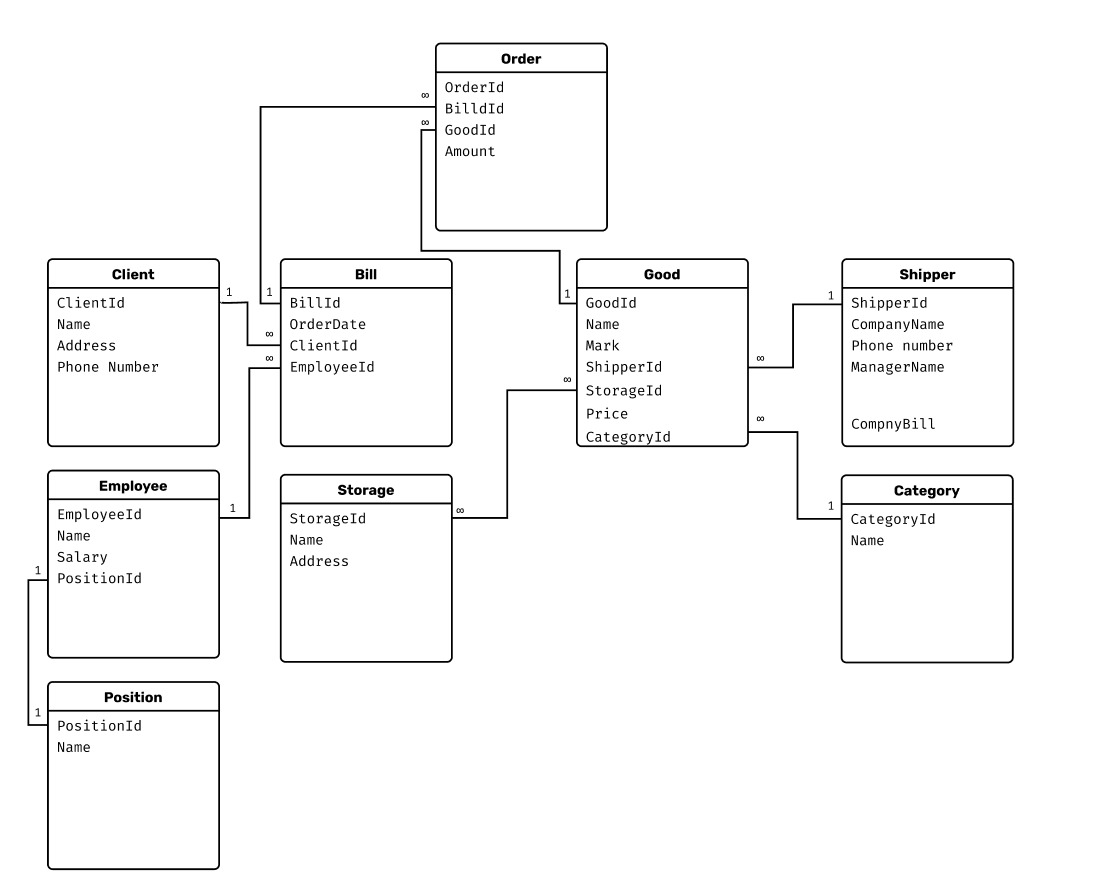 Order
OrderId
∞
BilldId
∞
GoodId
Amount
Client
ClientId
Name
Address
Phone Number
1
1
Bill
BillId
OrderDate
∞
ClientId
∞
EmployeeId
Good
1
GoodId
Name
Mark
ShipperId
∞
∞
StorageId
Price
∞
CategoryId
Shipper
1
ShipperId
CompanyName
Phone number
ManagerName
CompnyBill
Employee
EmployeeId
1
Name
Salary
1
PositionId
Storage
StorageId
∞
Name
Address
Category
1
CategoryId
Name
Position
1
PositionId
Name